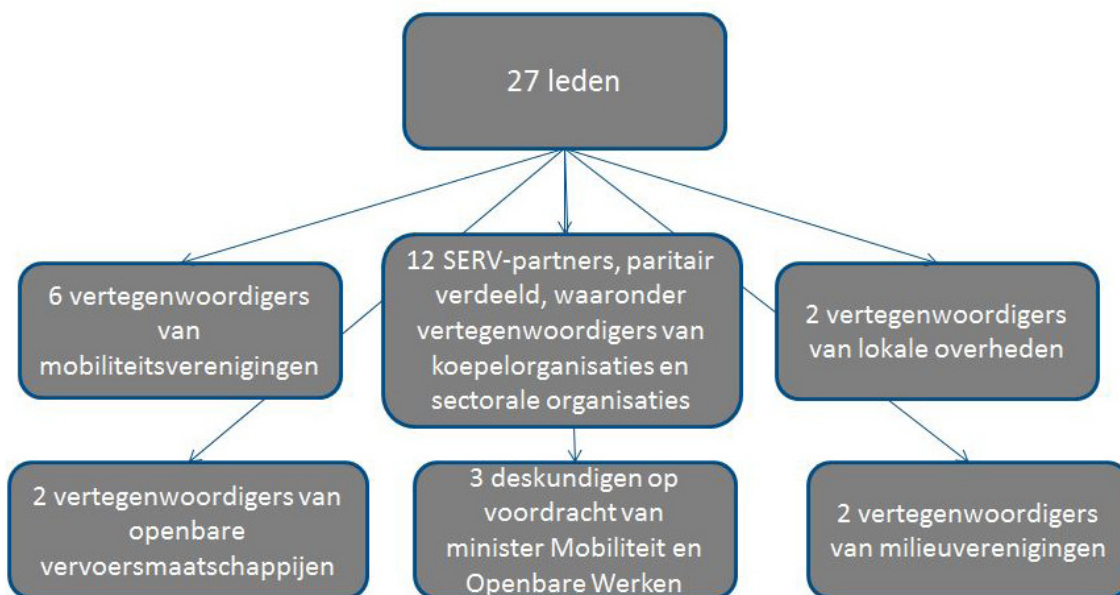 27 leden
6 vertegenwoordigers
van
mobiliteitsverenigingen
12 SERV-partners, paritair
verdeeld, waaronder
vertegenwoordigers van
koepelorganisaties en
sectorale organisaties
2 vertegenwoordigers
van lokale overheden
2 vertegenwoordigers van
openbare
vervoersmaatschappijen
3 deskundigen op
voordracht van
minister Mobiliteit en
Openbare Werken
2 vertegenwoordigers
van milieuverenigingen